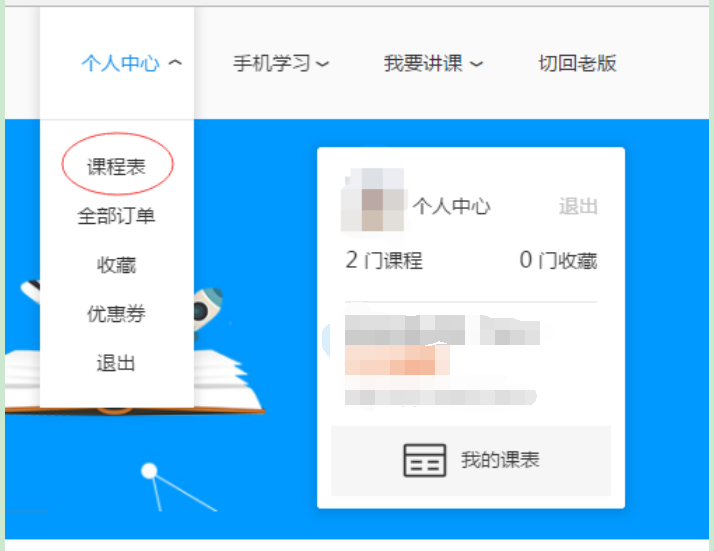 个人中心 手机学习 我要讲课 切回老版
课程表
全部订单
收藏
优惠券
退出
个人中心 退出
2 门课程 0 门收藏
我的课表